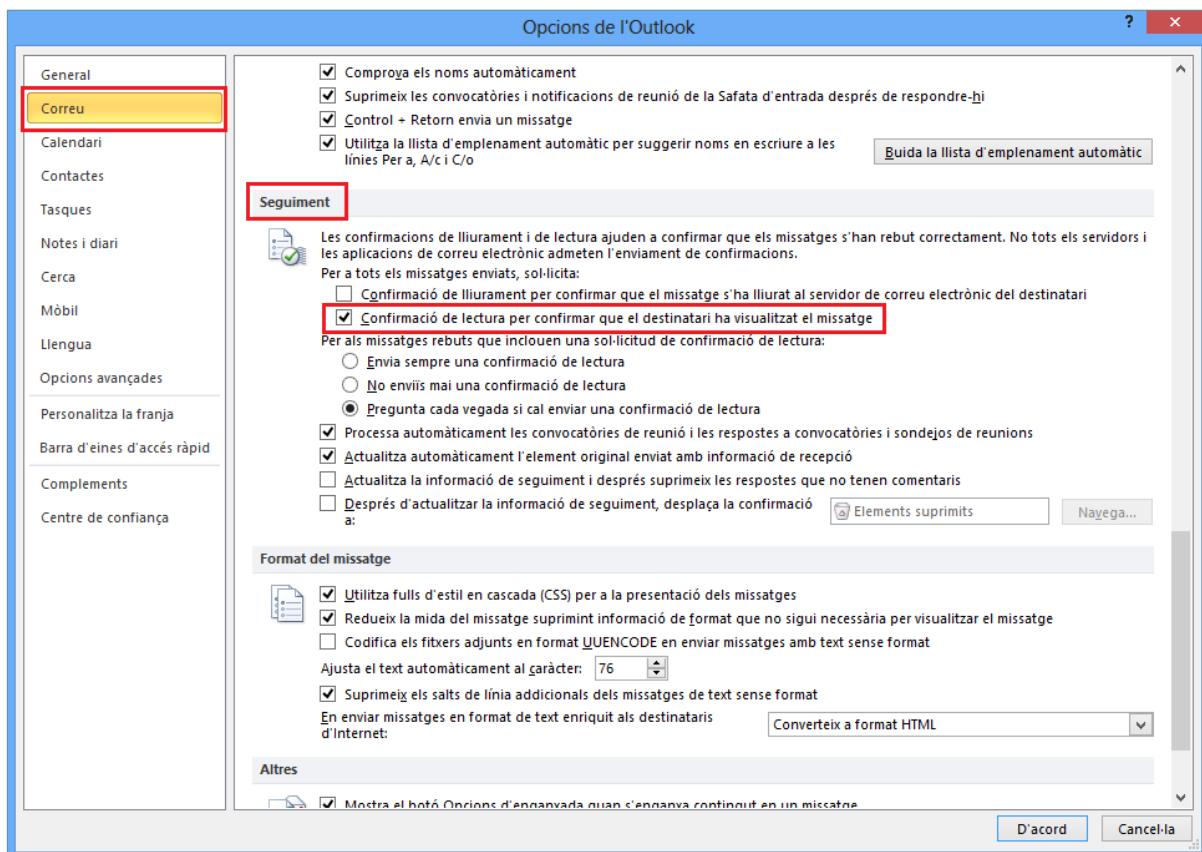 Opcions de l'Outlook
?
General
Correu
Calendari
Contactes
Tasques
Notes i diari
Cerca
Mòbil
Llengua
Opcions avançades
Personalitza la franja
Barra d'eines d'accés ràpid
Complements
Centre de confiança
Comprova els noms automàticament
Suprimeix les convocatòries i notificacions de reunió de la Safata d'entrada després de respondre-hi
Control + Retorn envia un missatge
Utilitza la llista d'emplenament automàtic per suggerir noms en escriure a les
línies Per a, A/c i C/o
Buida la llista d'emplenament automàtic
Seguiment
Les confirmacions de lliurament i de lectura ajuden a confirmar que els missatges s'han rebut correctament. No tots els servidors i
les aplicacions de correu electrònic admeten l'enviament de confirmacions.
Per a tots els missatges enviats, sol·licita:
Confirmació de lliurament per confirmar que el missatge s'ha lliurat al servidor de correu electrònic del destinatari
Confirmació de lectura per confirmar que el destinatari ha visualitzat el missatge
Per als missatges rebuts que inclouen una sol·licitud de confirmació de lectura:
Envia sempre una confirmació de lectura
No enviïs mai una confirmació de lectura
Pregunta cada vegada si cal enviar una confirmació de lectura
Processa automàticament les convocatòries de reunió i les respostes a convocatòries i sondejos de reunions
Actualitza automàticament l'element original enviat amb informació de recepció
Actualitza la informació de seguiment i després suprimeix les respostes que no tenen comentaris
Després d'actualitzar la informació de seguiment, desplaça la confirmació
a:
Elements suprimits
Navega...
Format del missatge
Utilitza fulls d'estil en cascada (CSS) per a la presentació dels missatges
Redueix la mida del missatge suprimint informació de format que no sigui necessària per visualitzar el missatge
Codifica els fitxers adjunts en format UUENCODE en enviar missatges amb text sense format
Ajusta el text automàticament al caràcter: 76
Suprimeix els salts de línia addicionals dels missatges de text sense format
En enviar missatges en format de text enriquit als destinataris
d'Internet:
Converteix a format HTML
Altres
Mostra el botó Opcions d'enganxada quan s'enganxa contingut en un missatge
D'acord
Cancel·la